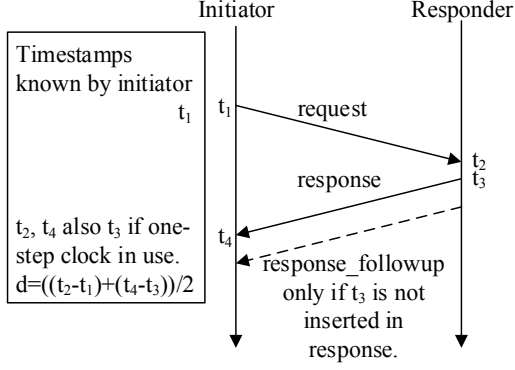 Initiator
Responder
Timestamps
known by initiator
t₁
t₁
request
t₂
t₃
response
t₂, t₄ also t₃ if one-
step clock in use.
d=((t₂-t₁)+(t₄-t₃))/2
t₄
response_followup
only if t₃ is not
inserted in
response.